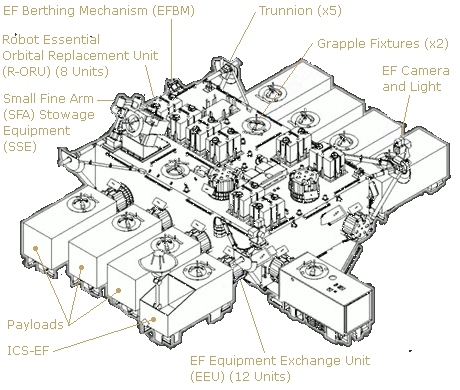 EF Berthing Mechanism (EFBM)
Trunnion (x5)
Robot Essential
Orbital Replacement Unit
(R-ORU) (8 Units)
Grapple Fixtures (x2)
EF Camera
and Light
Small Fine Arm
(SFA) Stowage
Equipment
(SSE)
Payloads
ICS-EF
EF Equipment Exchange Unit
(EEU) (12 Units)